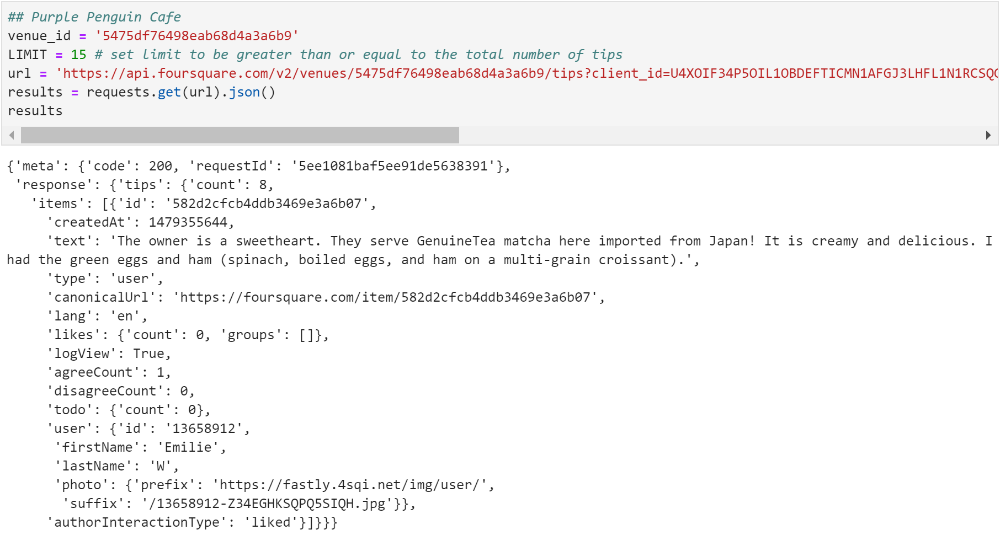 ## Purple Penguin Cafe
venue_id = '5475df76498eab68d4a3a6b9'
LIMIT = 15 # set limit to be greater than or equal to the total number of tips
url = 'https://api.foursquare.com/v2/venues/5475df76498eab68d4a3a6b9/tips?client_id=U4XOIF34P5OIL1OBDEFTICMN1AFGJ3LHFL1N1RCSQ
results = requests.get(url).json()
results
{'meta': {'code': 200, 'requestId': '5ee1081baf5ee91de5638391'},
'response': {'tips': {'count': 8,
'items': [{'id': '582d2cfcb4ddb3469e3a6b07',
'createdAt': 1479355644,
'text': 'The owner is a sweetheart. They serve GenuineTea matcha here imported from Japan! It is creamy and delicious. I
had the green eggs and ham (spinach, boiled eggs, and ham on a multi-grain croissant).',
'type': 'user',
'canonicalUrl': 'https://foursquare.com/item/582d2cfcb4ddb3469e3a6b07',
'lang': 'en',
'likes': {'count': 0, 'groups': []},
'logView': True,
'agreeCount': 1,
'disagreeCount': 0,
'todo': {'count': 0},
'user': {'id': '13658912',
'firstName': 'Emilie',
'lastName': 'W',
'photo': {'prefix': 'https://fastly.4sqi.net/img/user/',
'suffix': '/13658912-Z34EGHKSQPQ5SIQH.jpg'}},
'authorInteractionType': 'liked'}]}}}